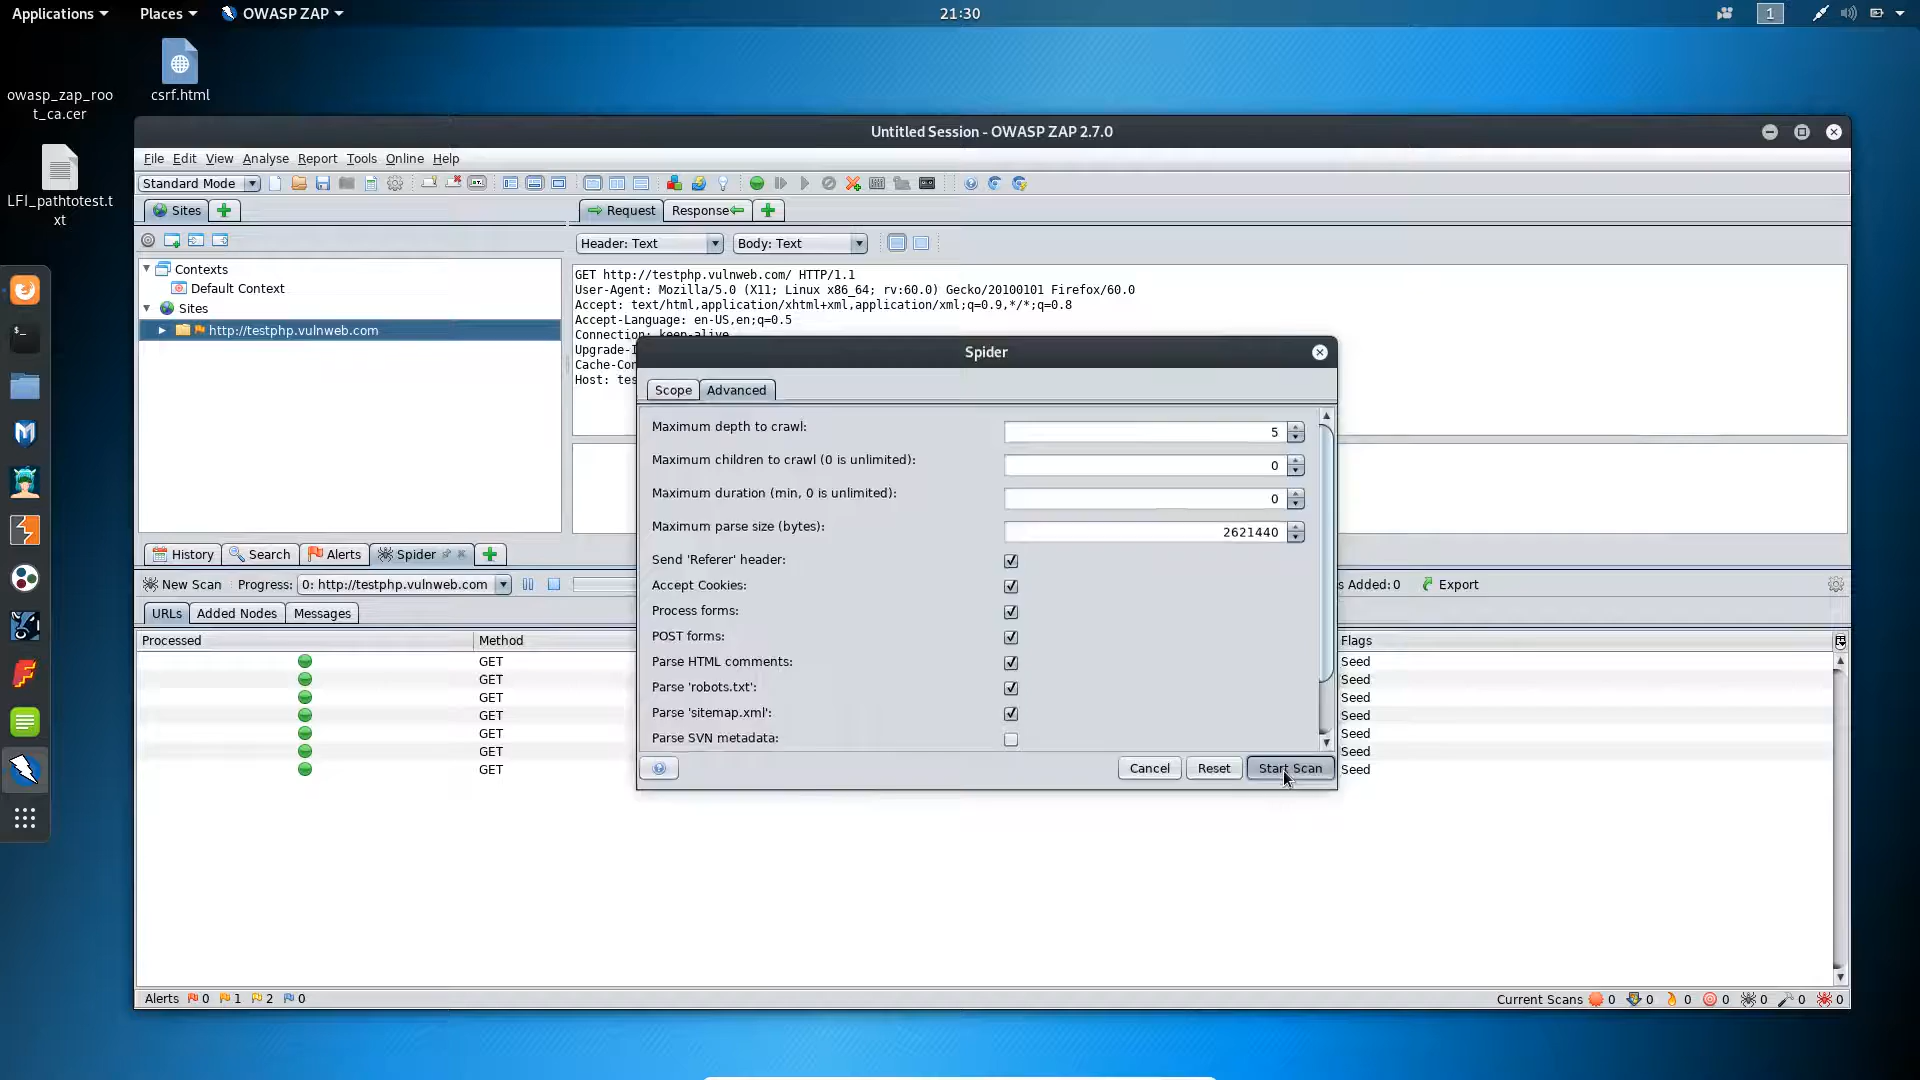 Applications Places OWASP ZAP 21:30 1
csrf.html
owasp_zap_roo
t_ca.cer
LFI_pathtotest.t
xt
Untitled Session - OWASP ZAP 2.7.0
File Edit View Analyse Report Tools Online Help
Standard Mode
Sites
Request Response
Header: Text Body: Text
Contexts
Default Context
Sites
http://testphp.vulnweb.com
GET http://testphp.vulnweb.com/ HTTP/1.1
User-Agent: Mozilla/5.0 (X11; Linux x86_64; rv:60.0) Gecko/20100101 Firefox/60.0
Accept: text/html,application/xhtml+xml,application/xml;q=0.9,*/*;q=0.8
Accept-Language: en-US,en;q=0.5
Connection: keep-alive
Upgrade-I
Cache-Con
Host: tes
Spider
Scope Advanced
Maximum depth to crawl: 5
Maximum children to crawl (0 is unlimited): 0
Maximum duration (min, 0 is unlimited): 0
Maximum parse size (bytes): 2621440
Send 'Referer' header:
Accept Cookies:
Process forms:
POST forms:
Parse HTML comments:
Parse 'robots.txt':
Parse 'sitemap.xml':
Parse SVN metadata:
Cancel Reset Start Scan
History Search Alerts Spider
New Scan Progress: 0: http://testphp.vulnweb.com s Added:0 Export
URLs Added Nodes Messages
Processed Method Flags
GET Seed
GET Seed
GET Seed
GET Seed
GET Seed
GET Seed
GET Seed
Alerts 0 1 2 0 Current Scans 0 0 0 0 0 0 0